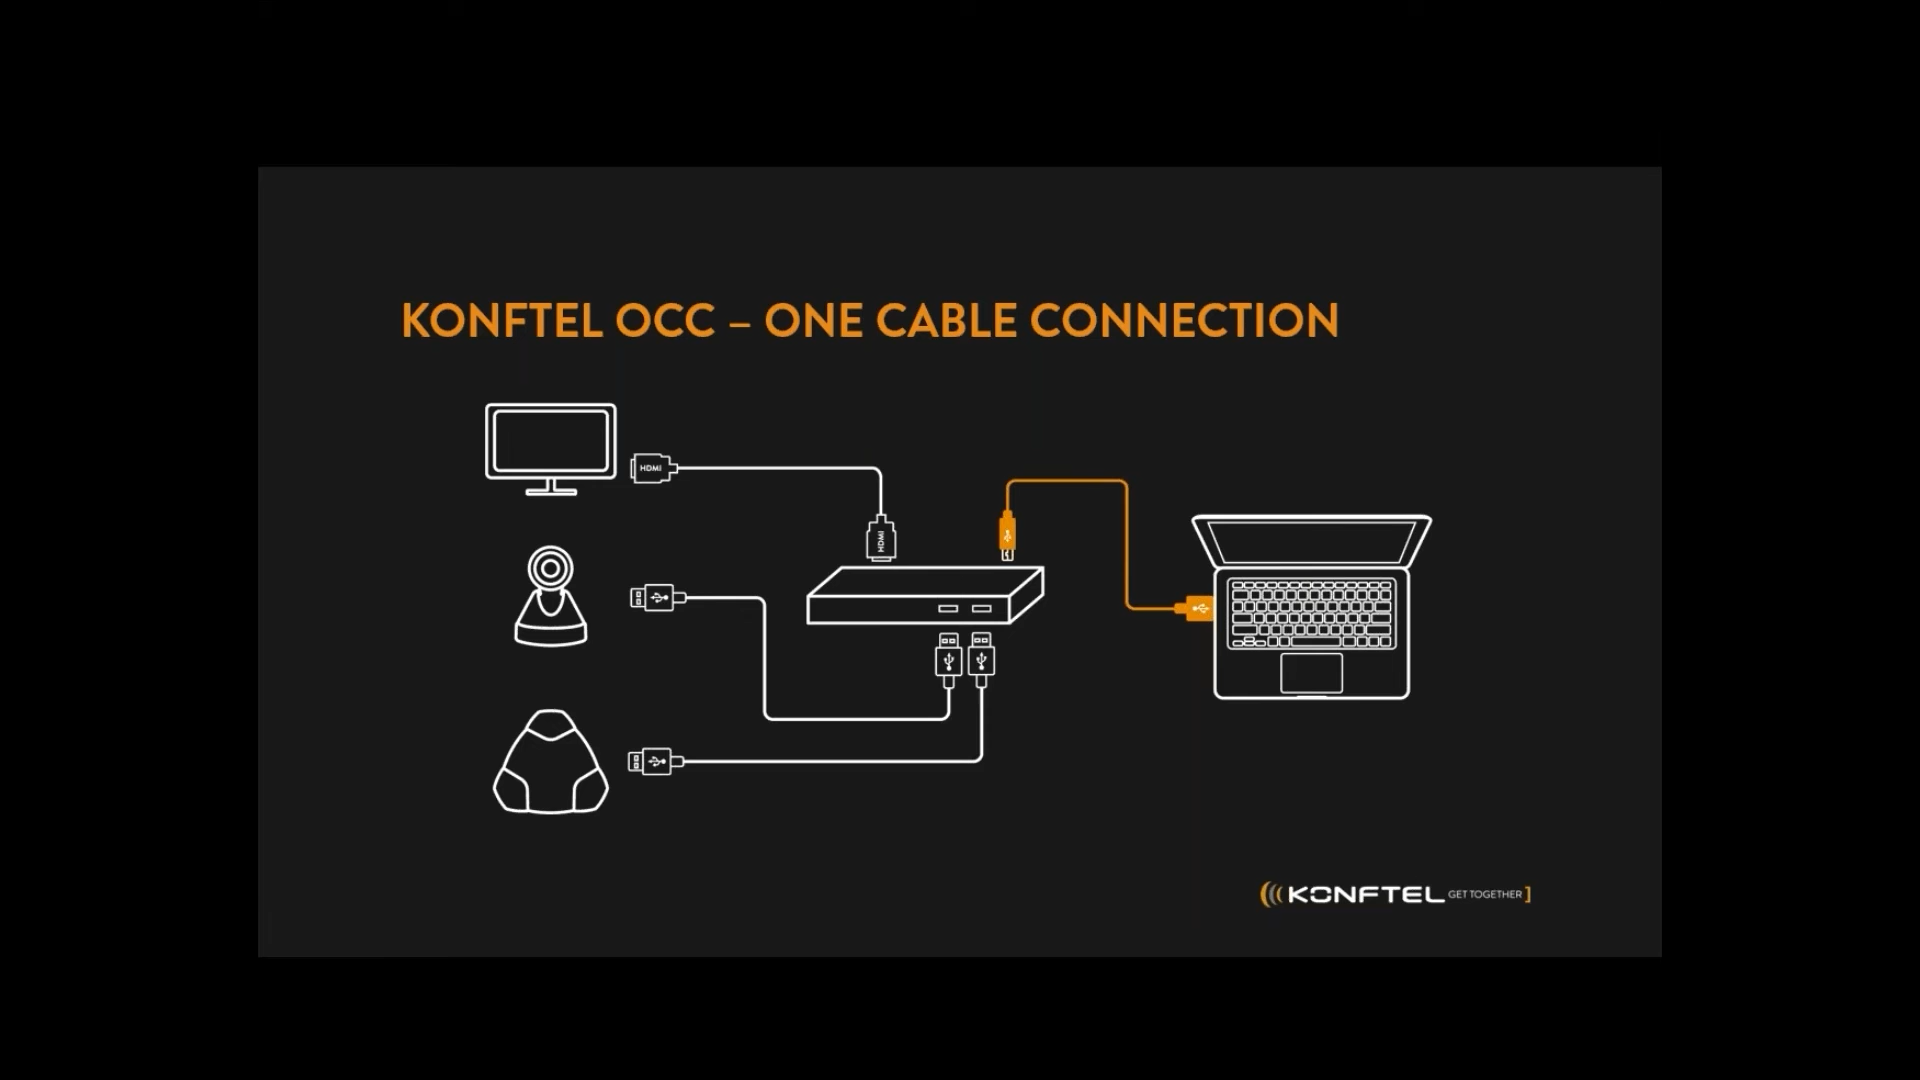 KONFTEL OCC – ONE CABLE CONNECTION
HDMI
HDMI
KONFTEL GET TOGETHER